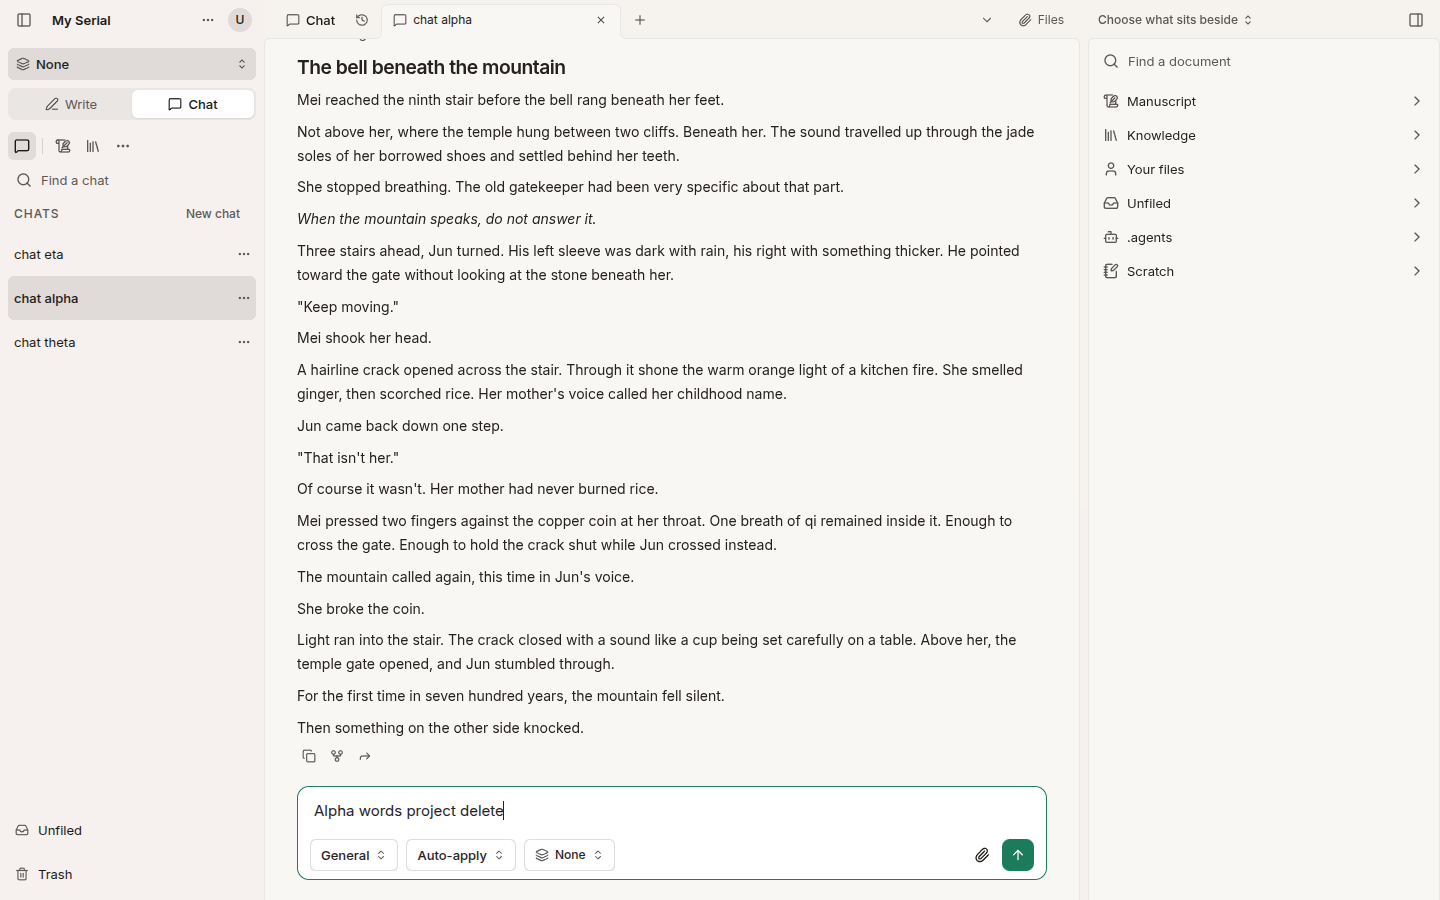 My Serial
U
None
Write
Chat
Find a chat
CHATS
New chat
chat eta
chat alpha
chat theta
Unfiled
Trash
Chat
chat alpha
Files
The bell beneath the mountain
Mei reached the ninth stair before the bell rang beneath her feet.
Not above her, where the temple hung between two cliffs. Beneath her. The sound travelled up through the jade
soles of her borrowed shoes and settled behind her teeth.
She stopped breathing. The old gatekeeper had been very specific about that part.
When the mountain speaks, do not answer it.
Three stairs ahead, Jun turned. His left sleeve was dark with rain, his right with something thicker. He pointed
toward the gate without looking at the stone beneath her.
"Keep moving."
Mei shook her head.
A hairline crack opened across the stair. Through it shone the warm orange light of a kitchen fire. She smelled
ginger, then scorched rice. Her mother's voice called her childhood name.
Jun came back down one step.
"That isn't her."
Of course it wasn't. Her mother had never burned rice.
Mei pressed two fingers against the copper coin at her throat. One breath of qi remained inside it. Enough to
cross the gate. Enough to hold the crack shut while Jun crossed instead.
The mountain called again, this time in Jun's voice.
She broke the coin.
Light ran into the stair. The crack closed with a sound like a cup being set carefully on a table. Above her, the
temple gate opened, and Jun stumbled through.
For the first time in seven hundred years, the mountain fell silent.
Then something on the other side knocked.
Alpha words project delete
General
Auto-apply
None
Choose what sits beside
Find a document
Manuscript
Knowledge
Your files
Unfiled
.agents
Scratch